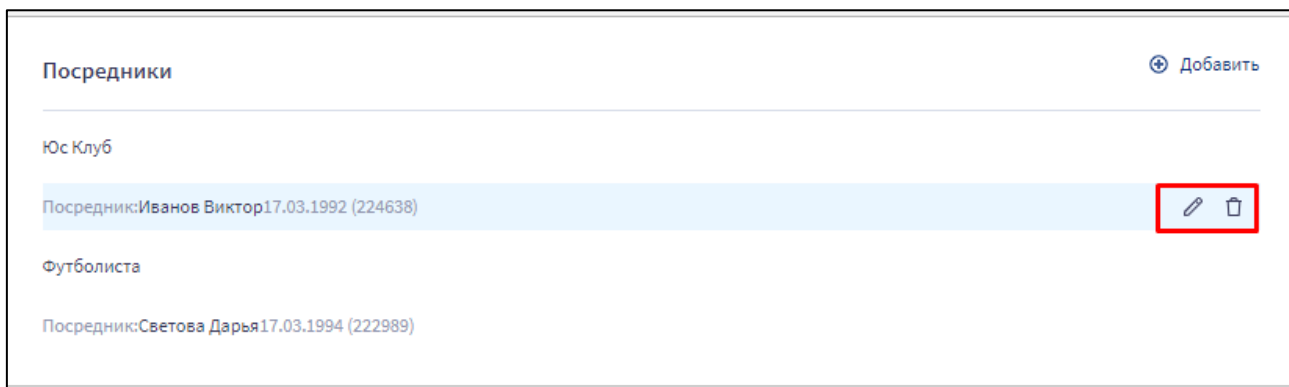 Посредники
Добавить
Юс Клуб
Посредник:Иванов Виктор17.03.1992 (224638)
Футболиста
Посредник:Светова Дарья17.03.1994 (222989)